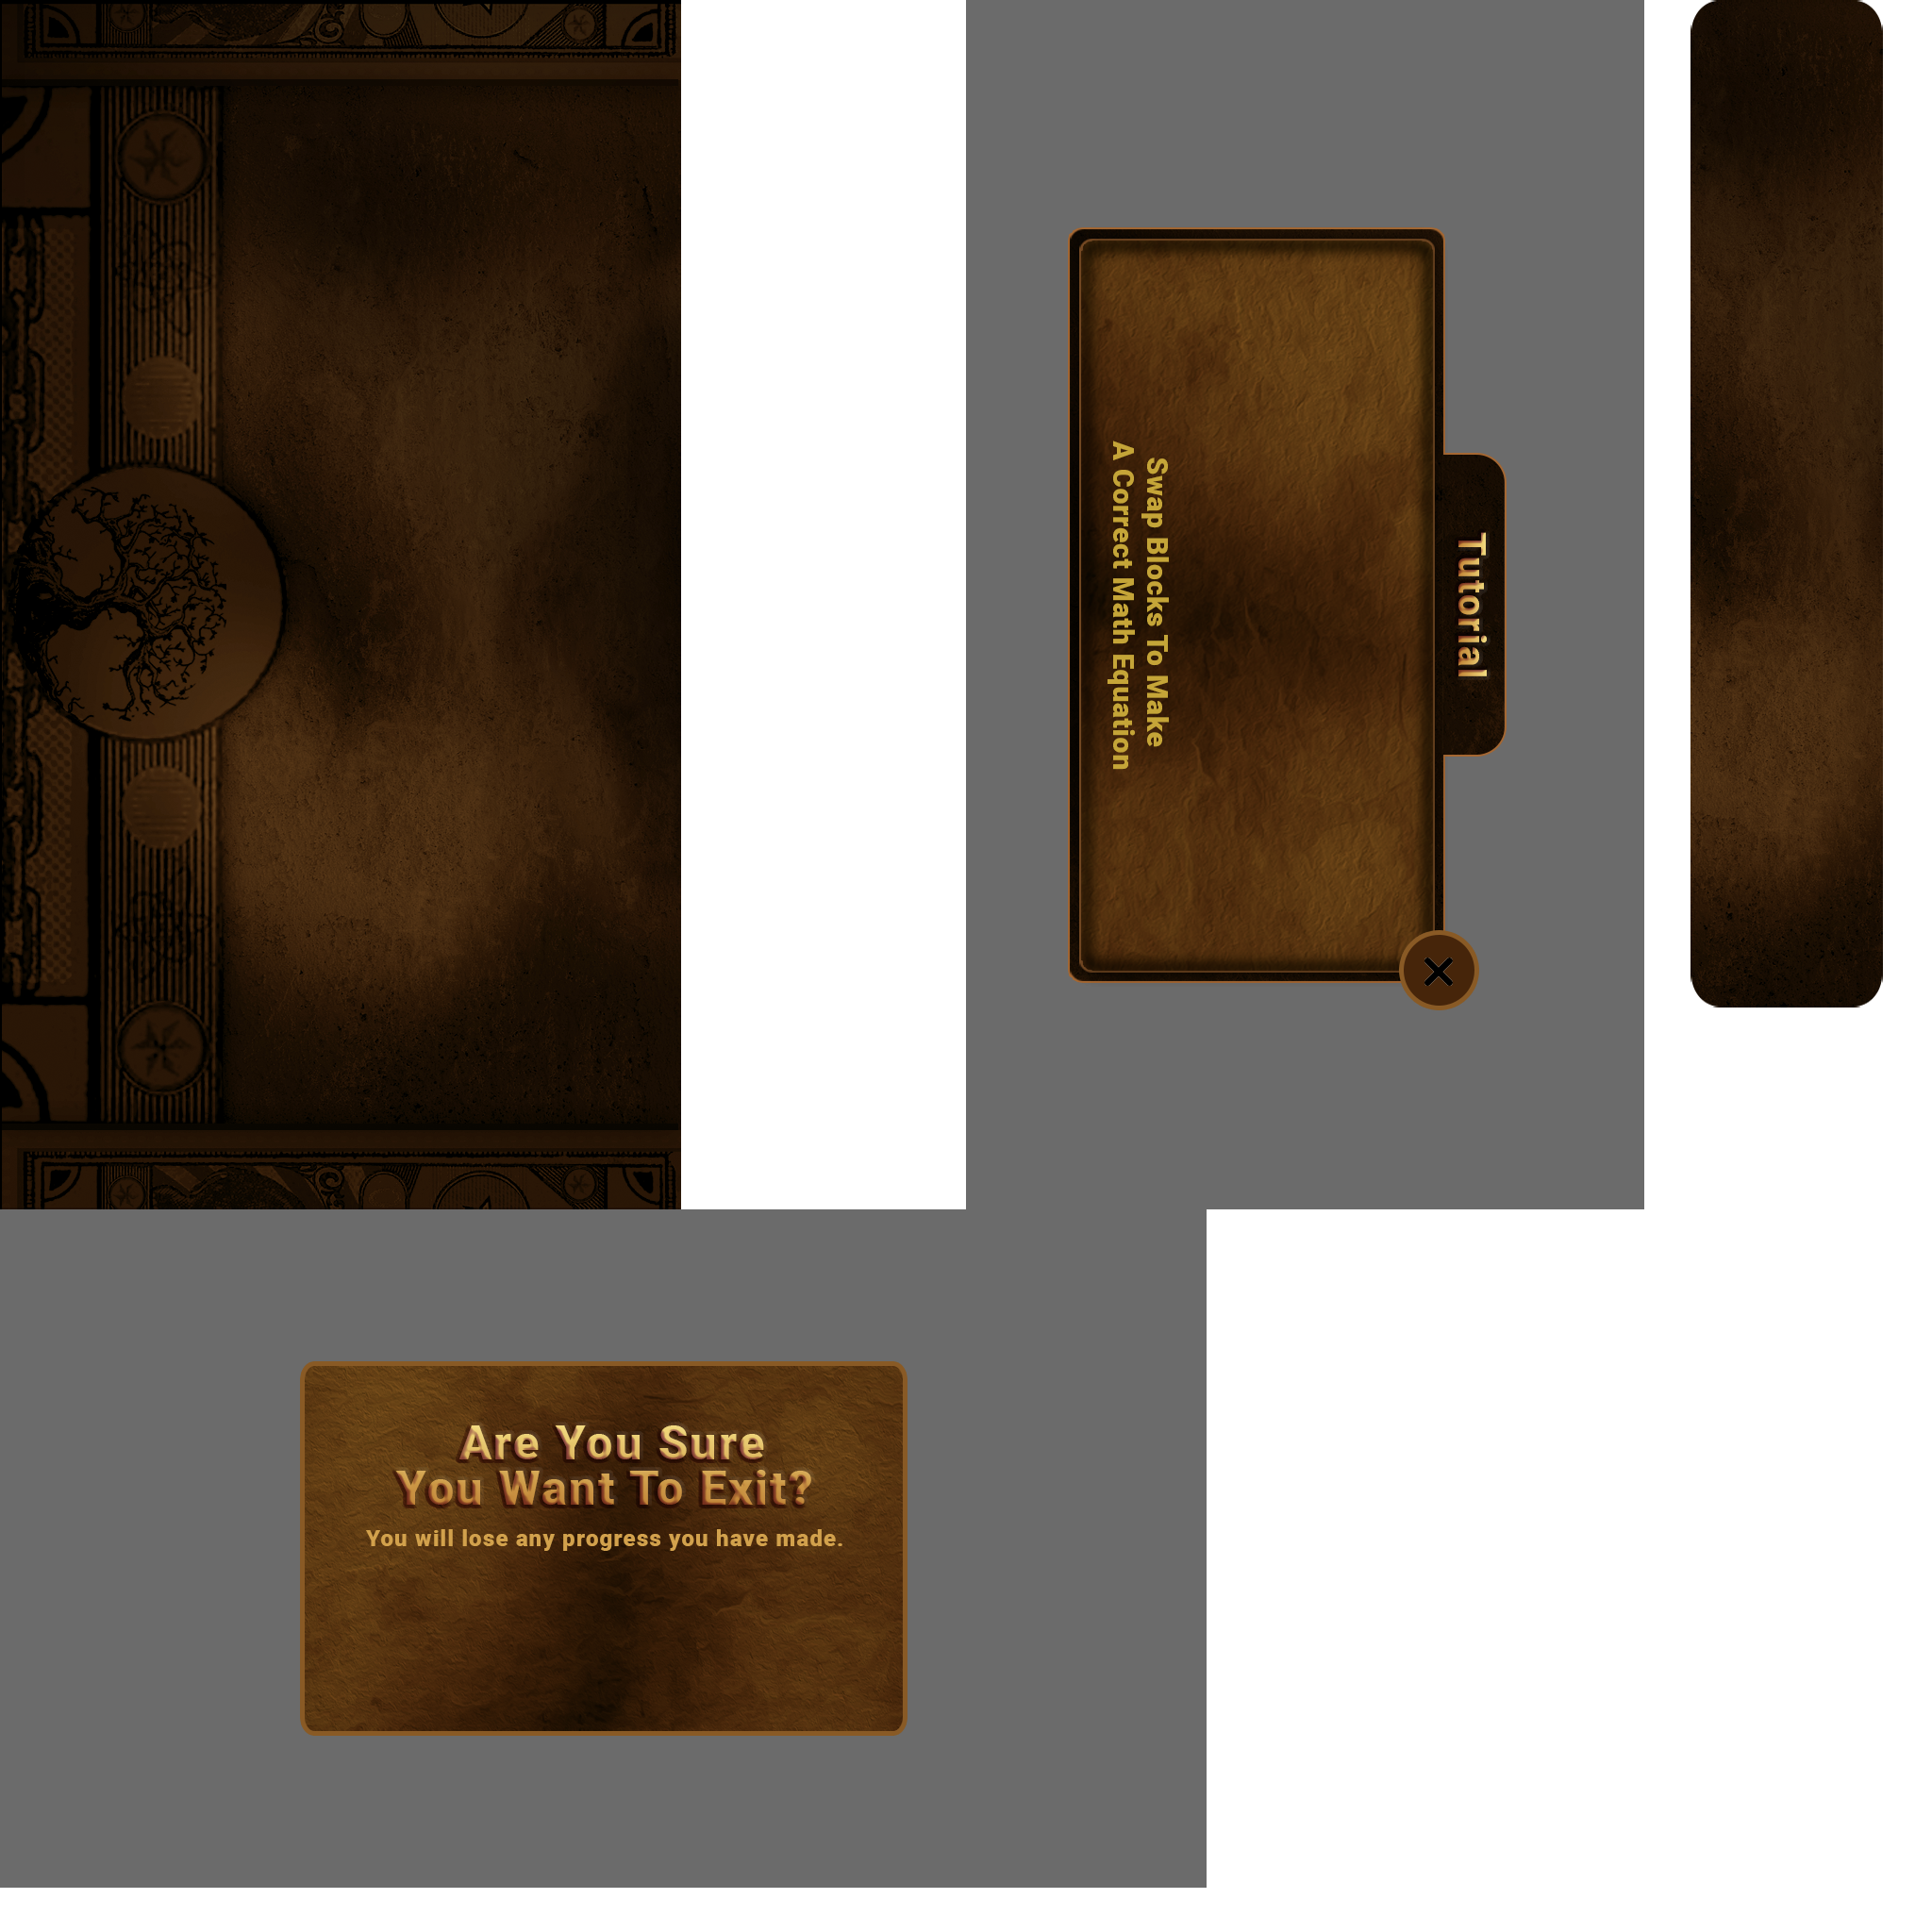 Tutorial
Swap Blocks To Make
A Correct Math Equation
Are You Sure
You Want To Exit?
You will lose any progress you have made.